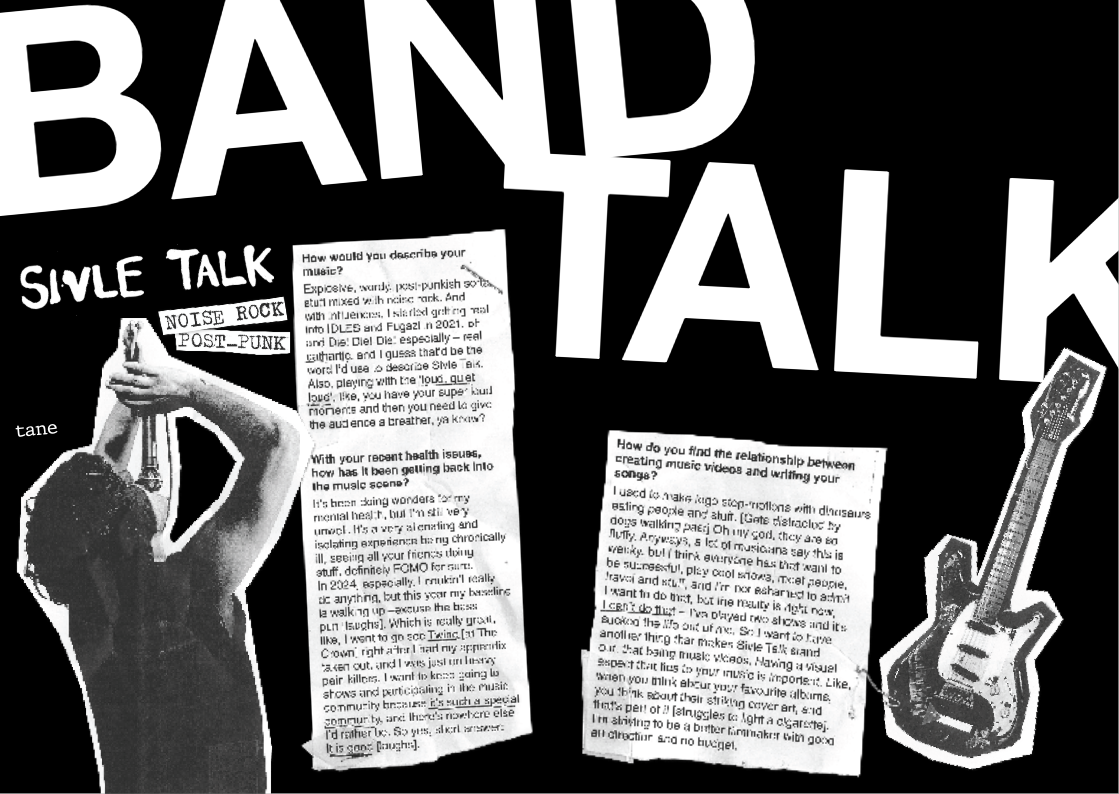 BAND
TALK
SIVLE TALK
NOISE ROCK
POST-PUNK
tane
How would you describe your
music?
Explosive, wordy, post-punkish sorta
stuff mixed with noise rock. And
with influences, I started getting real
into IDLES and Fugazi in 2021, oh
and Die! Die! Die! especially – real
cathartic, and I guess that'd be the
word I'd use to describe Sivle Talk.
Also, playing with the 'loud, quiet
loud', like, you have your super loud
moments and then you need to give
the audience a breather, ya know?
With your recent health issues,
how has it been getting back into
the music scene?
It's been doing wonders for my
mental health, but I'm still very
unwell. It's a very alienating and
isolating experience being chronically
ill, seeing all your friends doing
stuff, definitely FOMO for sure.
In 2024, especially, I couldn't really
do anything, but this year my baseline
is walking up –excuse the bass
pun [laughs]. Which is really great,
like, I went to go see Twine [at The
Crown] right after I had my appendix
taken out, and I was just on heavy
pain killers. I want to keep going to
shows and participating in the music
community because it's such a special
community, and there's nowhere else
I'd rather be. So yes, short answer:
It is good [laughs].
How do you find the relationship between
creating music videos and writing your
songs?
I used to make lego stop-motions with dinosaurs
eating people and stuff. [Gets distracted by
dogs walking past] Oh my god, they are so
fluffy. Anyways, a lot of musicians say this is
wanky, but I think everyone has that want to
be successful, play cool shows, meet people,
travel and stuff, and I'm not ashamed to admit
I want to do that, but the reality is right now,
I can't do that – I've played two shows and it's
sucked the life out of me. So I want to have
another thing that makes Sivle Talk stand
out, that being music videos. Having a visual
aspect that ties to your music is important. Like,
when you think about your favourite albums,
you think about their striking cover art, and
that's part of it [struggles to light a cigarette].
I'm striving to be a better filmmaker with good
art direction and no budget.